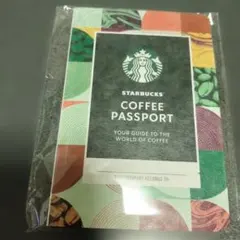 STARBUCKS
COFFEE
PASSPORT
YOUR GUIDE TO THE
WORLD OF COFFEE